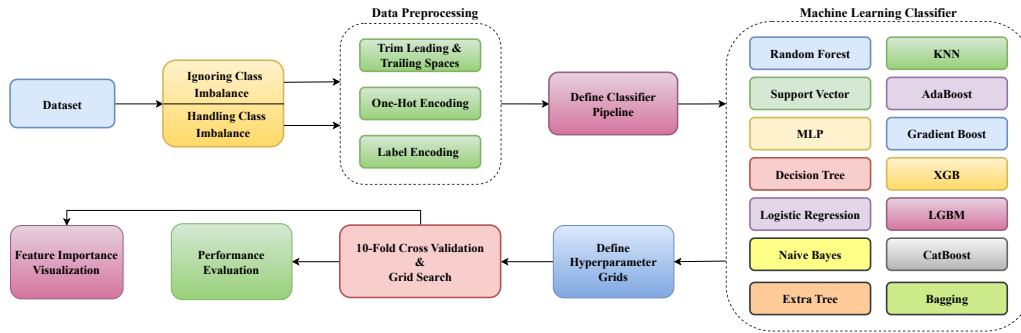 Data Preprocessing
Machine Learning Classifier
Dataset
Ignoring Class
Imbalance
Handling Class
Imbalance
Trim Leading &
Trailing Spaces
One-Hot Encoding
Label Encoding
Define Classifier
Pipeline
Random Forest
KNN
Support Vector
AdaBoost
MLP
Gradient Boost
Decision Tree
XGB
Logistic Regression
LGBM
Naive Bayes
CatBoost
Extra Tree
Bagging
Define
Hyperparameter
Grids
10-Fold Cross Validation
&
Grid Search
Performance
Evaluation
Feature Importance
Visualization